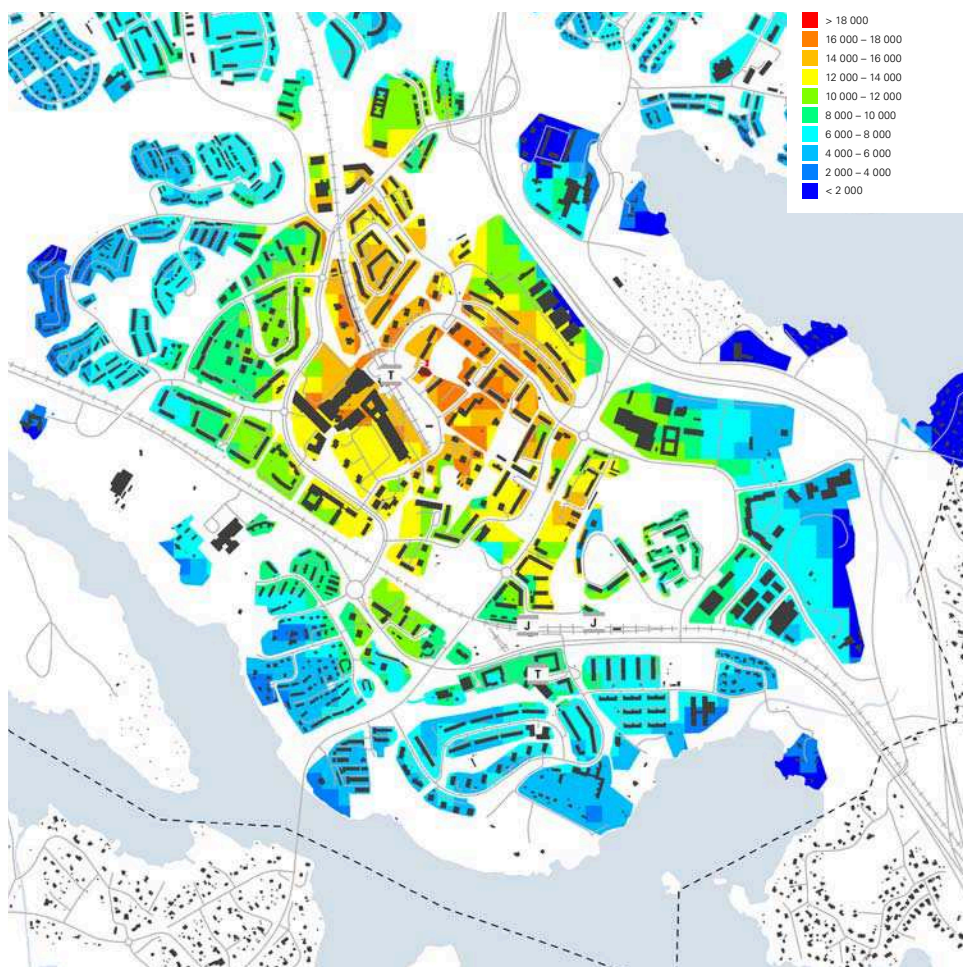 > 18 000
16 000 – 18 000
14 000 – 16 000
12 000 – 14 000
10 000 – 12 000
8 000 – 10 000
6 000 – 8 000
4 000 – 6 000
2 000 – 4 000
< 2 000
T
J
J
T